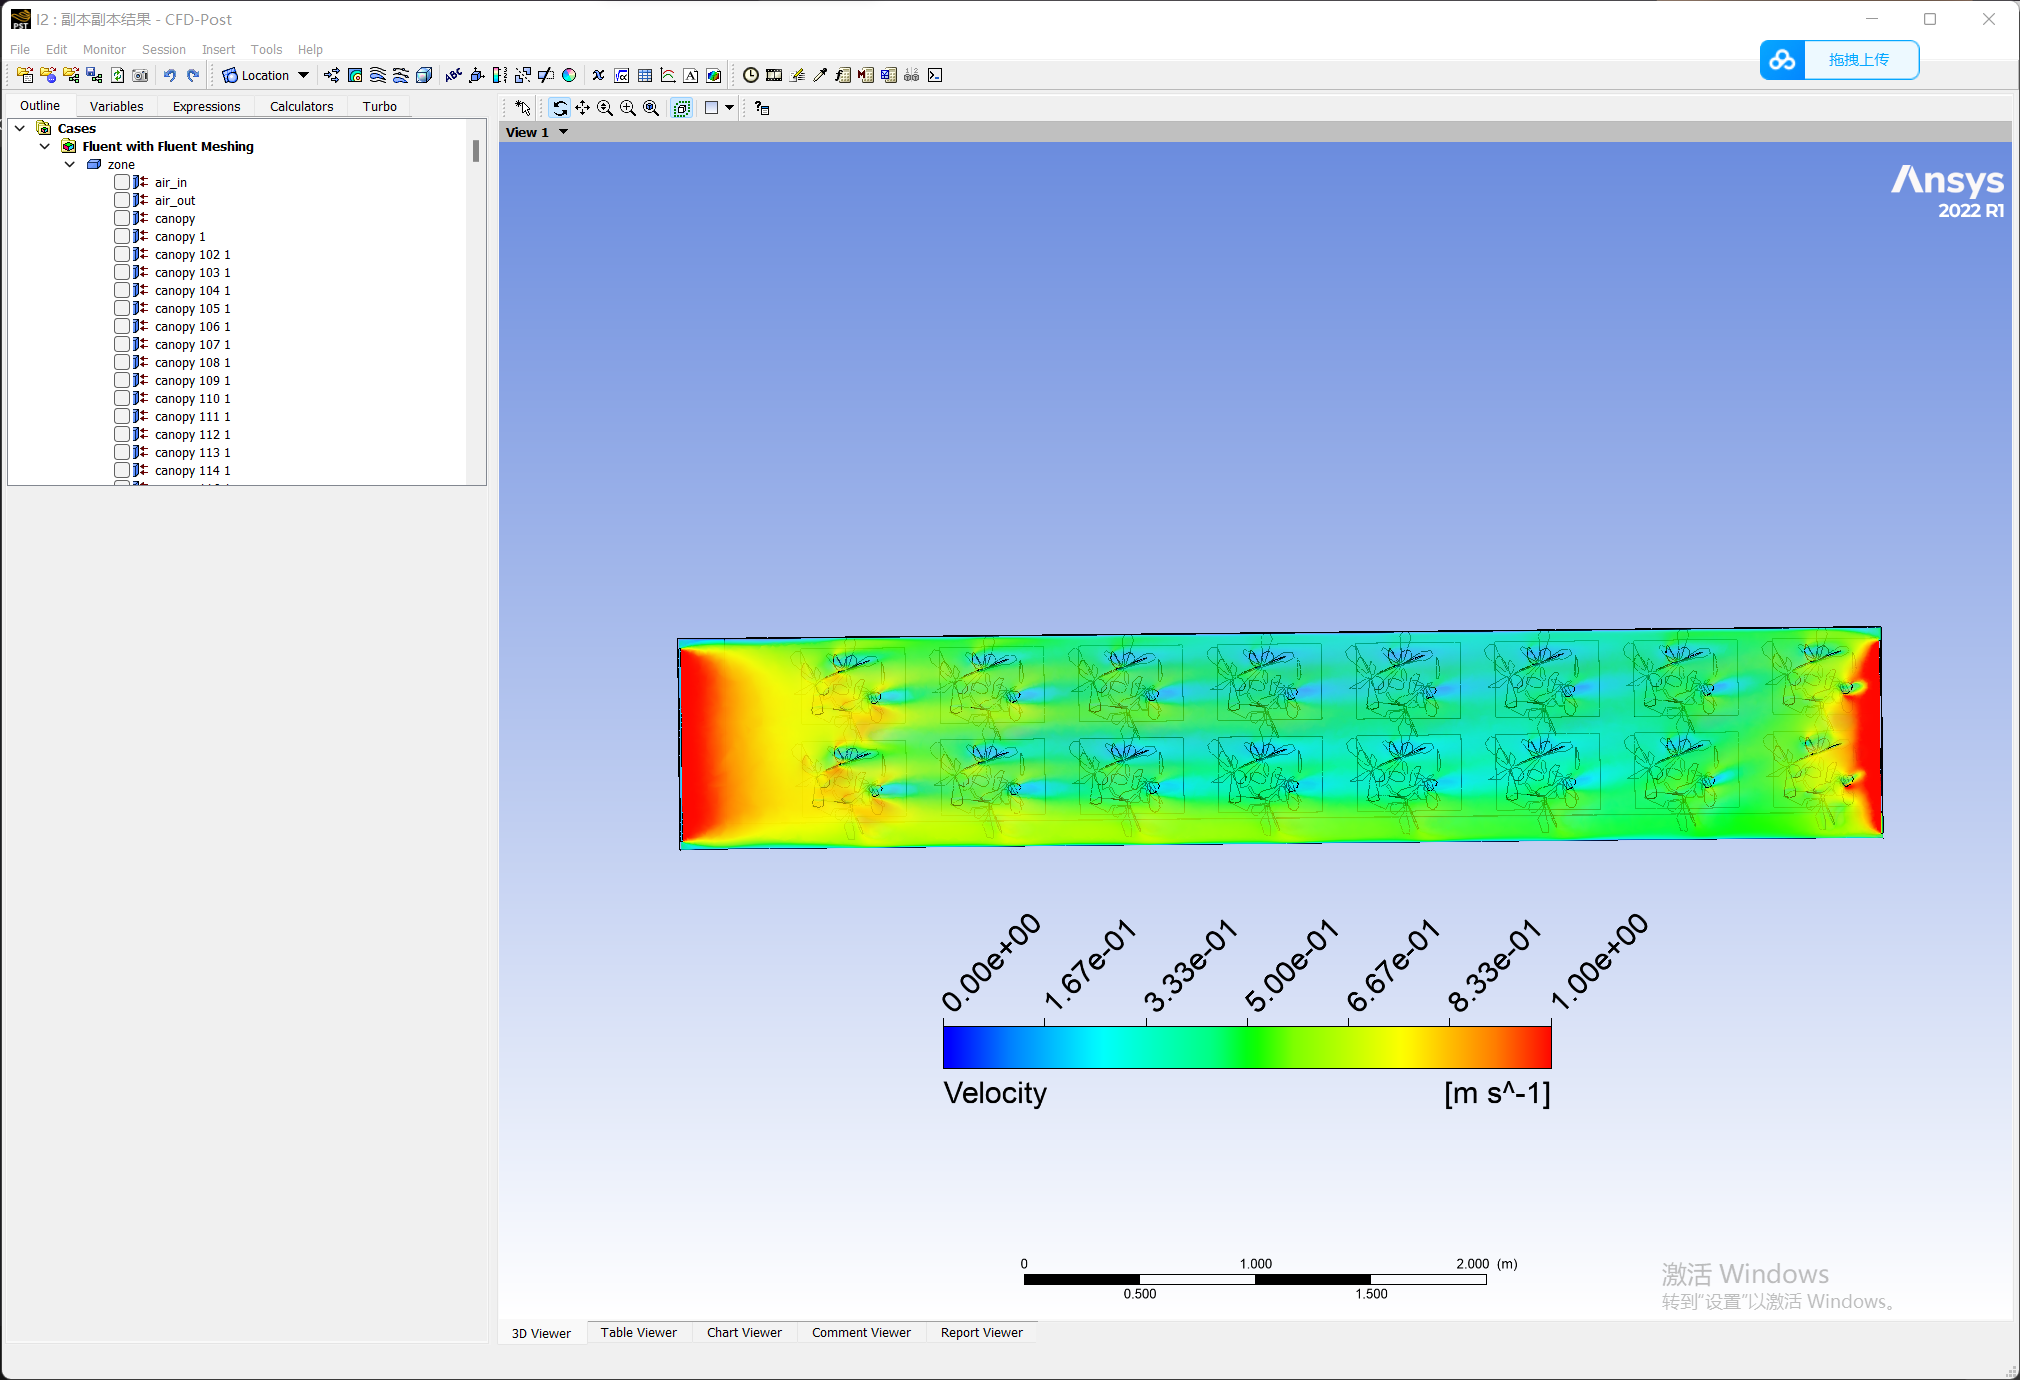 I2 : 副本副本结果 - CFD-Post
File Edit Monitor Session Insert Tools Help
拖拽上传
Location
Outline Variables Expressions Calculators Turbo
View 1
Cases
Fluent with Fluent Meshing
zone
air_in
air_out
canopy
canopy 1
canopy 102 1
canopy 103 1
canopy 104 1
canopy 105 1
canopy 106 1
canopy 107 1
canopy 108 1
canopy 109 1
canopy 110 1
canopy 111 1
canopy 112 1
canopy 113 1
canopy 114 1
Ansys
2022 R1
0.00e+00 1.67e-01 3.33e-01 5.00e-01 6.67e-01 8.33e-01 1.00e+00
Velocity [m s^-1]
0 1.000 2.000 (m)
0.500 1.500
激活 Windows
转到“设置”以激活 Windows。
3D Viewer Table Viewer Chart Viewer Comment Viewer Report Viewer